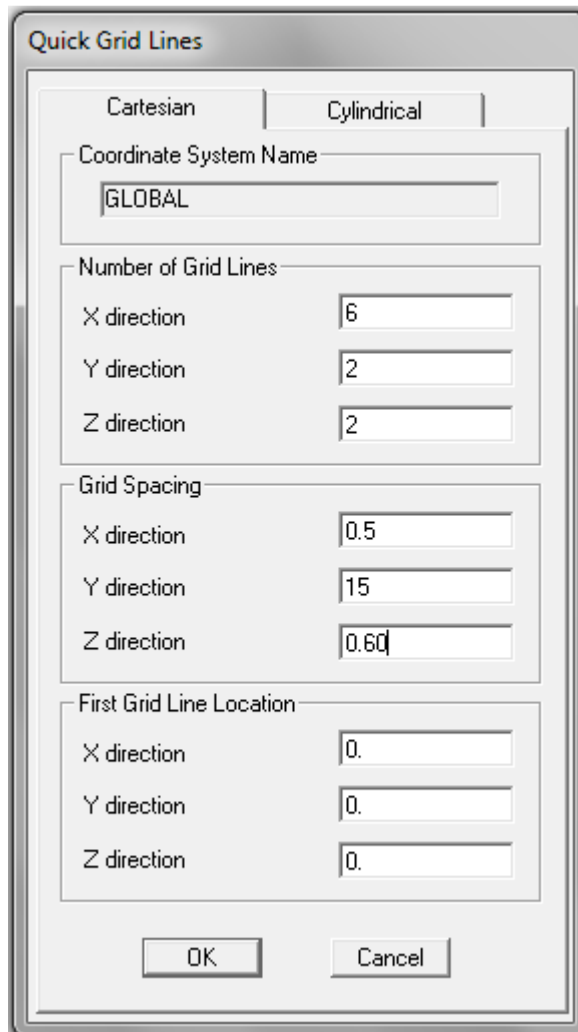 Quick Grid Lines
Cartesian Cylindrical
Coordinate System Name
GLOBAL
Number of Grid Lines
X direction 6
Y direction 2
Z direction 2
Grid Spacing
X direction 0.5
Y direction 15
Z direction 0.60
First Grid Line Location
X direction 0.
Y direction 0.
Z direction 0.
OK Cancel